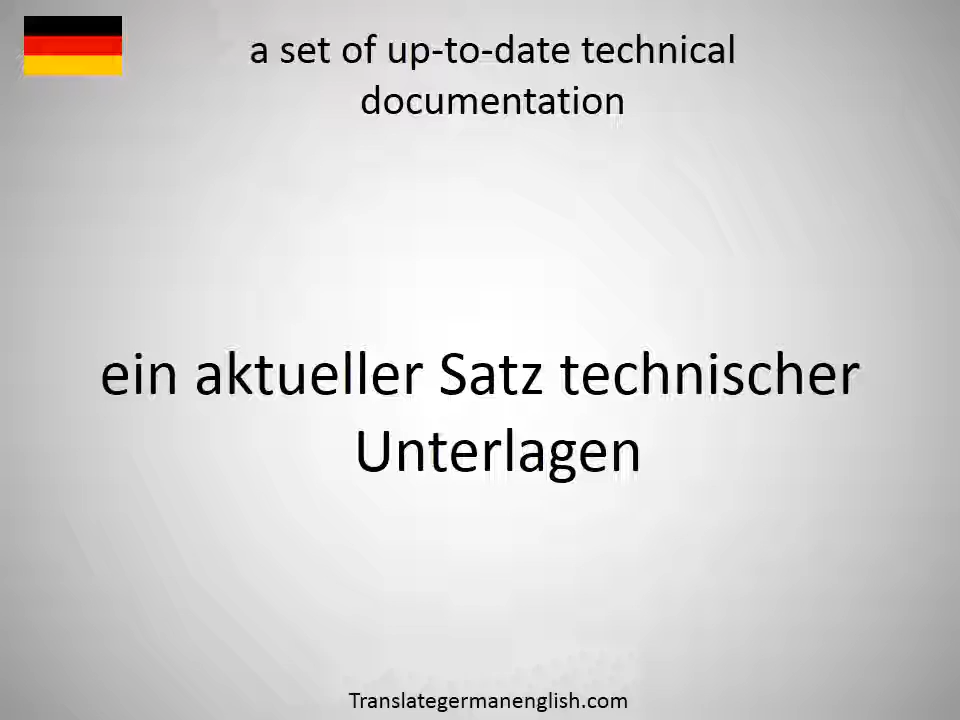 a set of up-to-date technical
documentation
ein aktueller Satz technischer
Unterlagen
Translategermanenglish.com